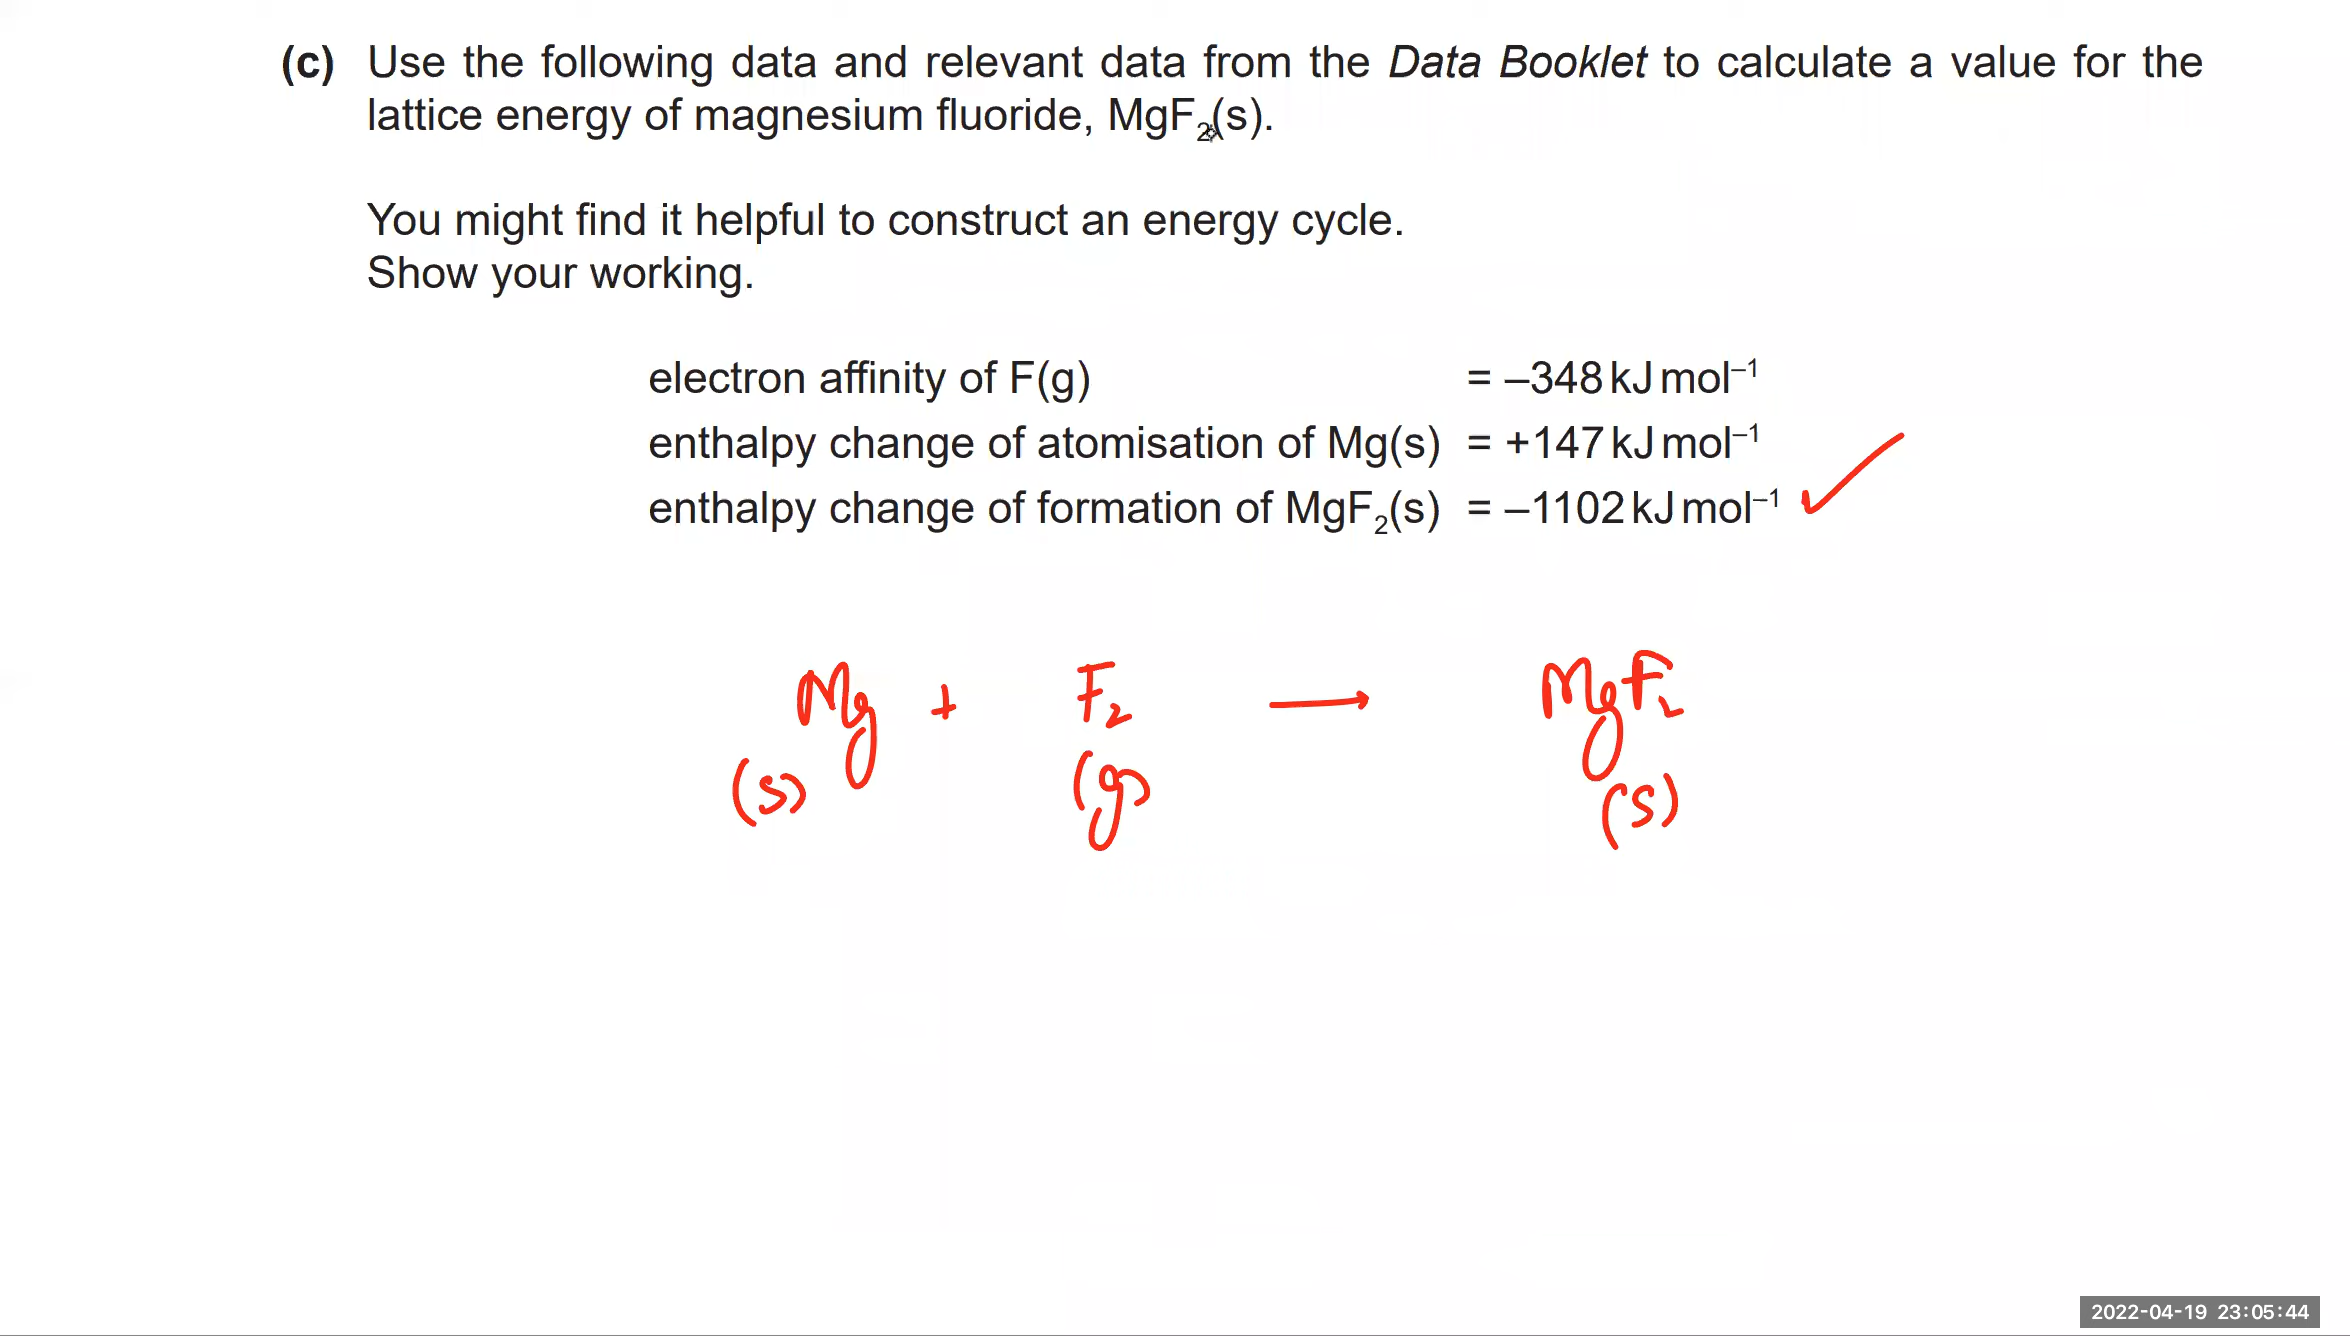 (c) Use the following data and relevant data from the Data Booklet to calculate a value for the
lattice energy of magnesium fluoride, MgF₂(s).
You might find it helpful to construct an energy cycle.
Show your working.
electron affinity of F(g) = –348 kJ mol⁻¹
enthalpy change of atomisation of Mg(s) = +147 kJ mol⁻¹
enthalpy change of formation of MgF₂(s) = –1102 kJ mol⁻¹
Mg + F₂ → MgF₂
(s) (g) (s)
2022-04-19 23:05:44